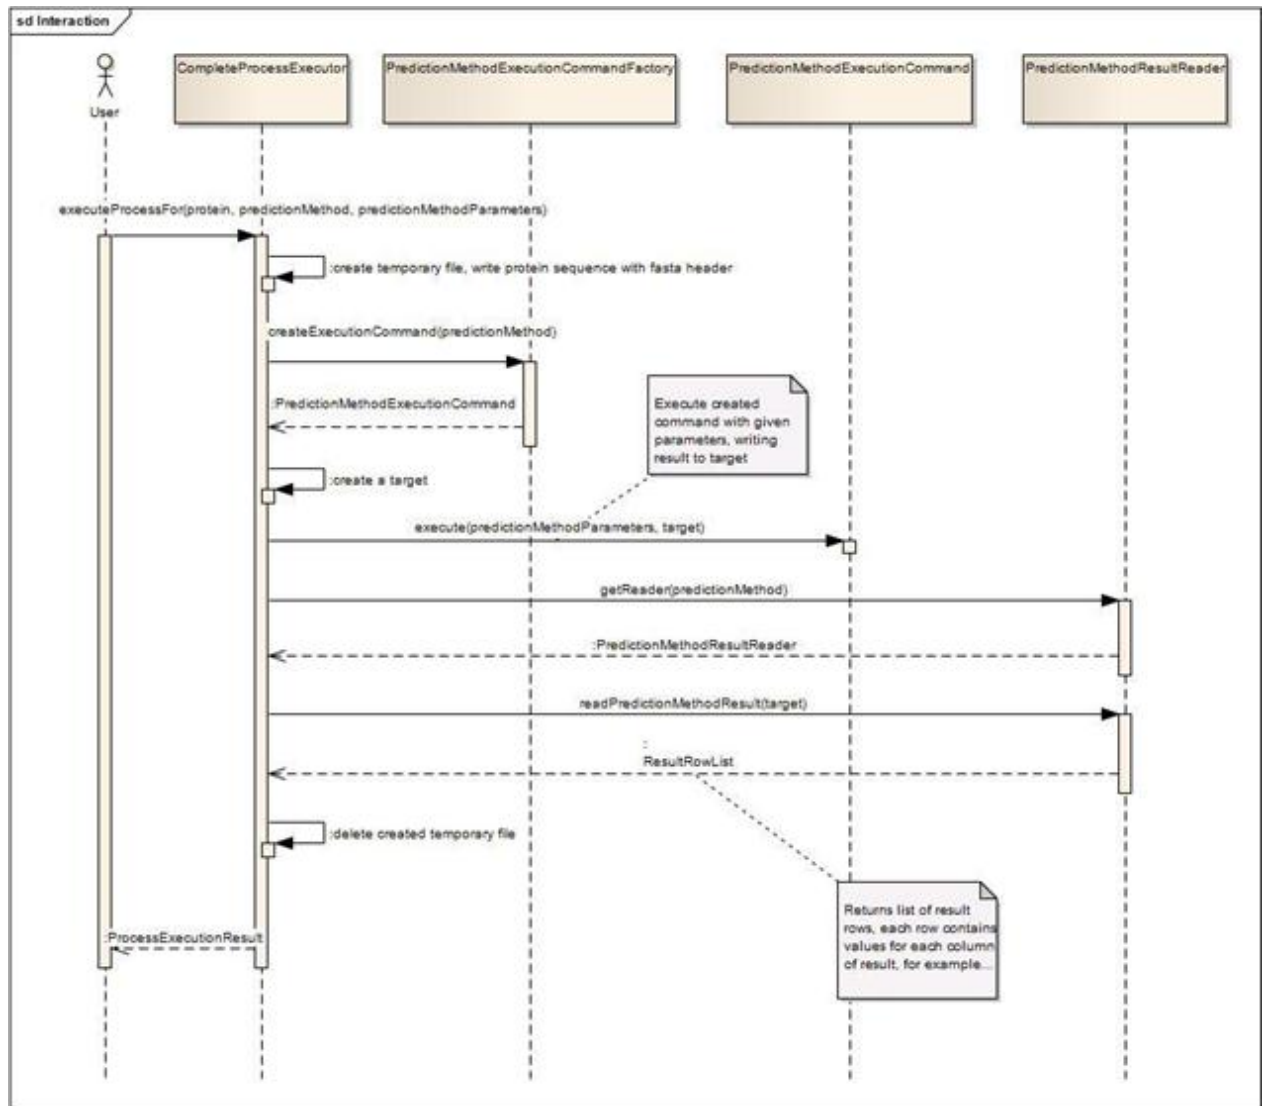 sd Interaction
User
CompleteProcessExecutor
PredictionMethodExecutionCommandFactory
PredictionMethodExecutionCommand
PredictionMethodResultReader
executeProcessFor(protein, predictionMethod, predictionMethodParameters)
:create temporary file, write protein sequence with fasta header
createExecutionCommand(predictionMethod)
:PredictionMethodExecutionCommand
Execute created
command with given
parameters, writing
result to target
:create a target
execute(predictionMethodParameters, target)
getReader(predictionMethod)
:PredictionMethodResultReader
readPredictionMethodResult(target)
:
ResultRowList
:delete created temporary file
Returns list of result
rows, each row contains
values for each column
of result, for example...
:ProcessExecutionResult